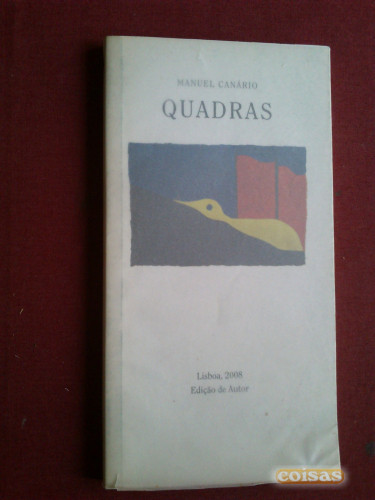 MANUEL CANÁRIO
QUADRAS
Lisboa, 2008
Edição de Autor
coisas